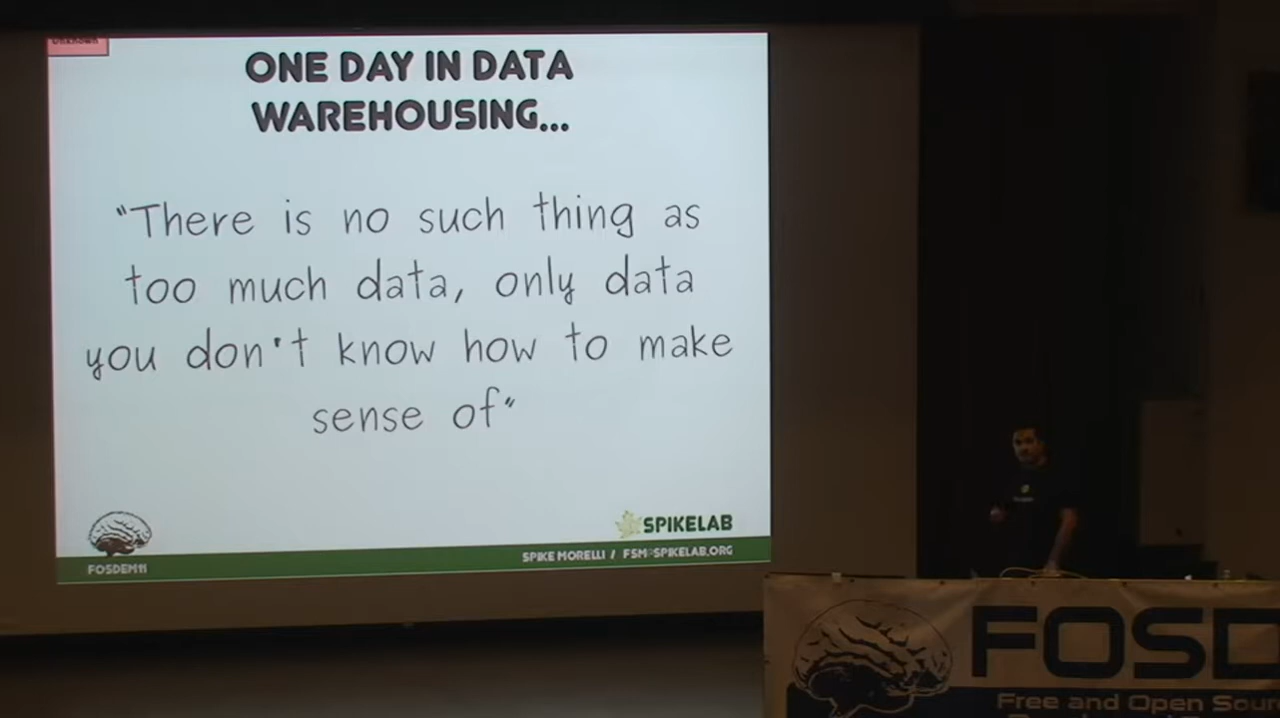 Unknown
ONE DAY IN DATA
WAREHOUSING...
"There is no such thing as
too much data, only data
you don't know how to make
sense of"
SPIKELAB
SPIKE MORELLI / FSM@SPIKELAB.ORG
FOSDEM11
FOSD
Free and Open Sour